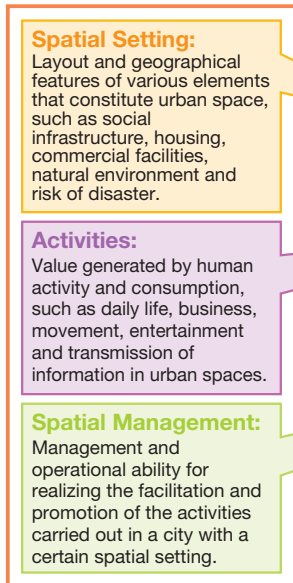 Spatial Setting:
Layout and geographical
features of various elements
that constitute urban space,
such as social
infrastructure, housing,
commercial facilities,
natural environment and
risk of disaster.
Activities:
Value generated by human
activity and consumption,
such as daily life, business,
movement, entertainment
and transmission of
information in urban spaces.
Spatial Management:
Management and
operational ability for
realizing the facilitation and
promotion of the activities
carried out in a city with a
certain spatial setting.